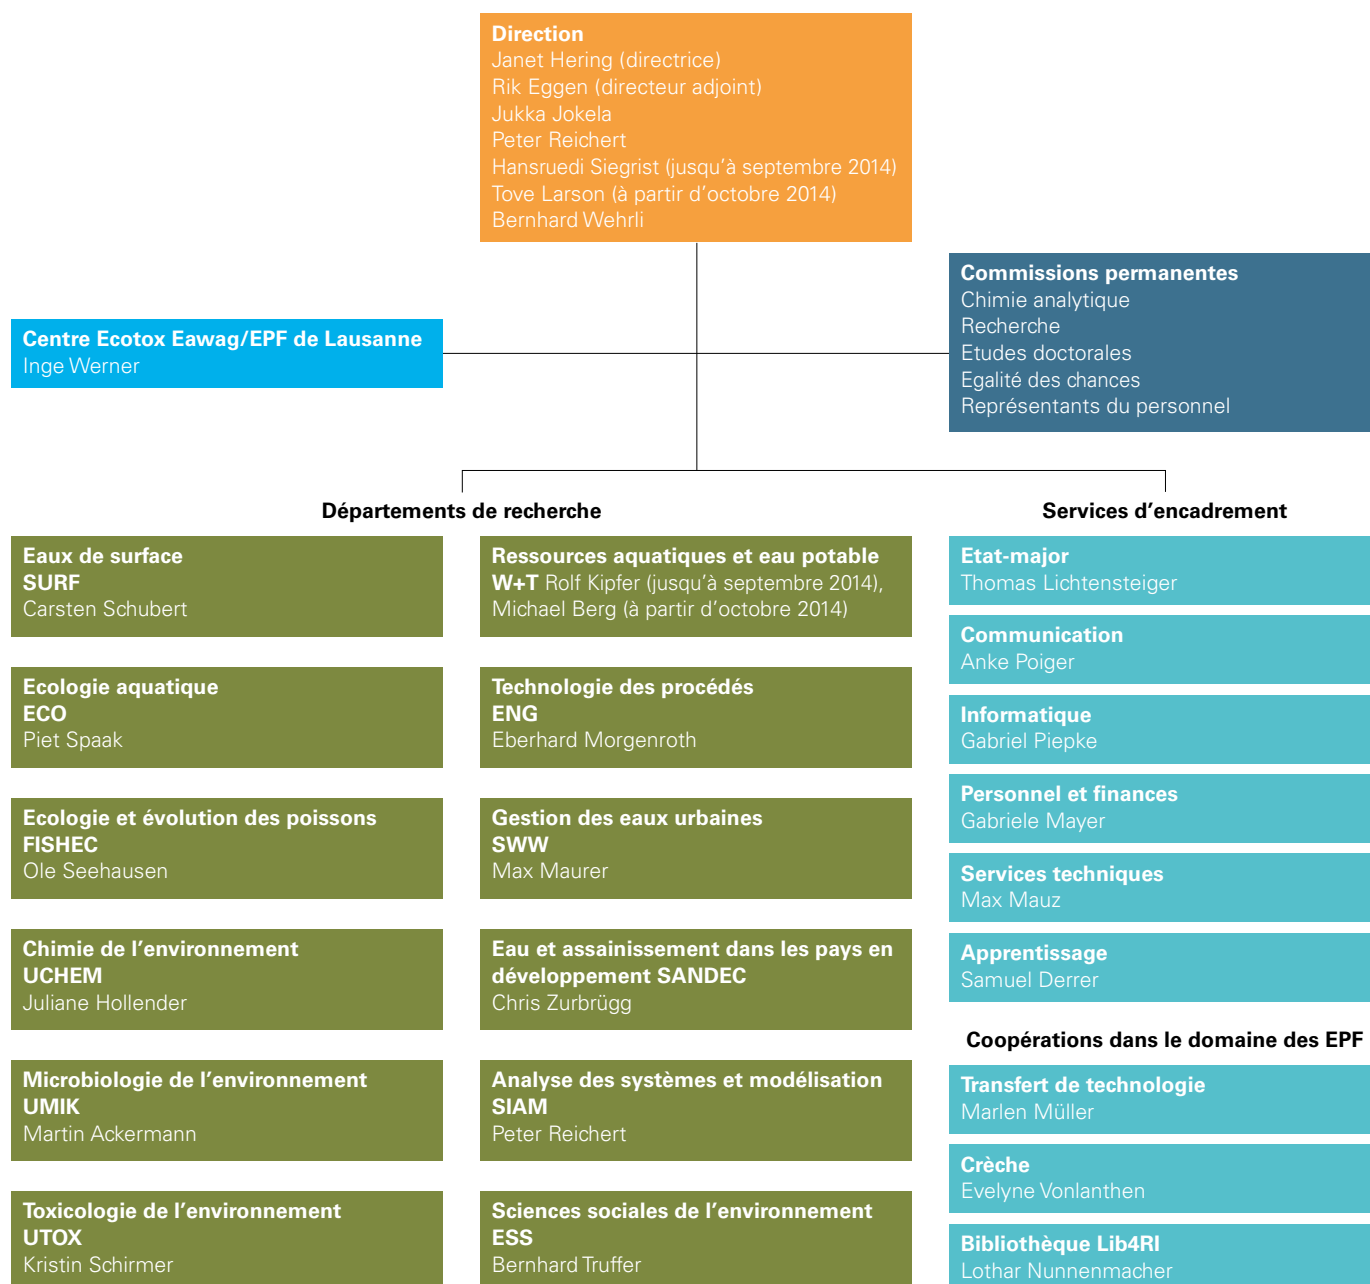 Direction
Janet Hering (directrice)
Rik Eggen (directeur adjoint)
Jukka Jokela
Peter Reichert
Hansruedi Siegrist (jusqu‘à septembre 2014)
Tove Larson (à partir d’octobre 2014)
Bernhard Wehrli
Commissions permanentes
Chimie analytique
Recherche
Etudes doctorales
Egalité des chances
Représentants du personnel
Centre Ecotox Eawag/EPF de Lausanne
Inge Werner
Départements de recherche
Eaux de surface
SURF
Carsten Schubert
Ecologie aquatique
ECO
Piet Spaak
Ecologie et évolution des poissons
FISHEC
Ole Seehausen
Chimie de l’environnement
UCHEM
Juliane Hollender
Microbiologie de l’environnement
UMIK
Martin Ackermann
Toxicologie de l’environnement
UTOX
Kristin Schirmer
Ressources aquatiques et eau potable
W+T Rolf Kipfer (jusqu’à septembre 2014),
Michael Berg (à partir d’octobre 2014)
Technologie des procédés
ENG
Eberhard Morgenroth
Gestion des eaux urbaines
SWW
Max Maurer
Eau et assainissement dans les pays en
développement SANDEC
Chris Zurbrügg
Analyse des systèmes et modélisation
SIAM
Peter Reichert
Sciences sociales de l’environnement
ESS
Bernhard Truffer
Services d’encadrement
Etat-major
Thomas Lichtensteiger
Communication
Anke Poiger
Informatique
Gabriel Piepke
Personnel et finances
Gabriele Mayer
Services techniques
Max Mauz
Apprentissage
Samuel Derrer
Coopérations dans le domaine des EPF
Transfert de technologie
Marlen Müller
Crèche
Evelyne Vonlanthen
Bibliothèque Lib4RI
Lothar Nunnenmacher